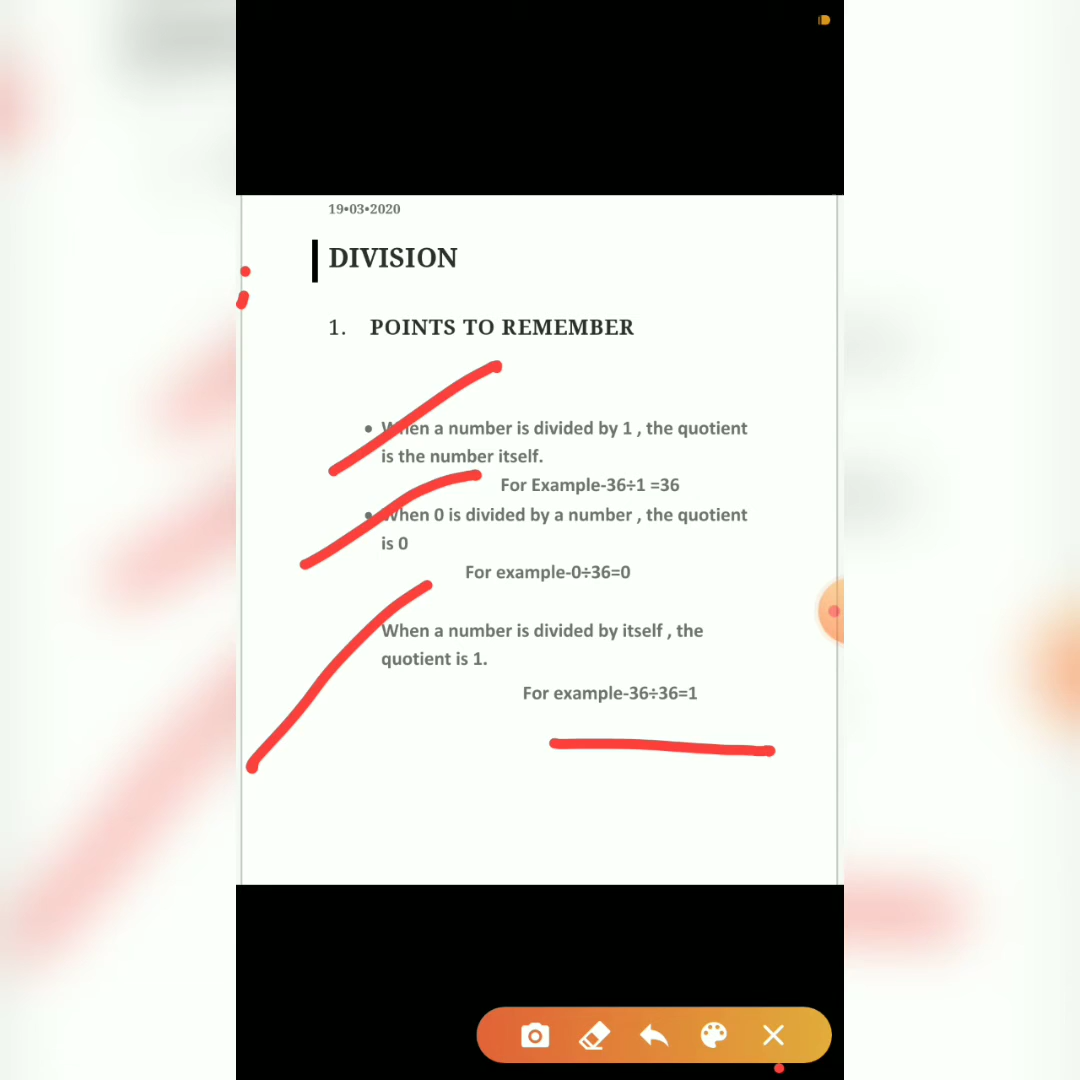 19•03•2020
DIVISION
1. POINTS TO REMEMBER
• When a number is divided by 1 , the quotient
is the number itself.
For Example-36÷1 =36
• When 0 is divided by a number , the quotient
is 0
For example-0÷36=0
When a number is divided by itself , the
quotient is 1.
For example-36÷36=1